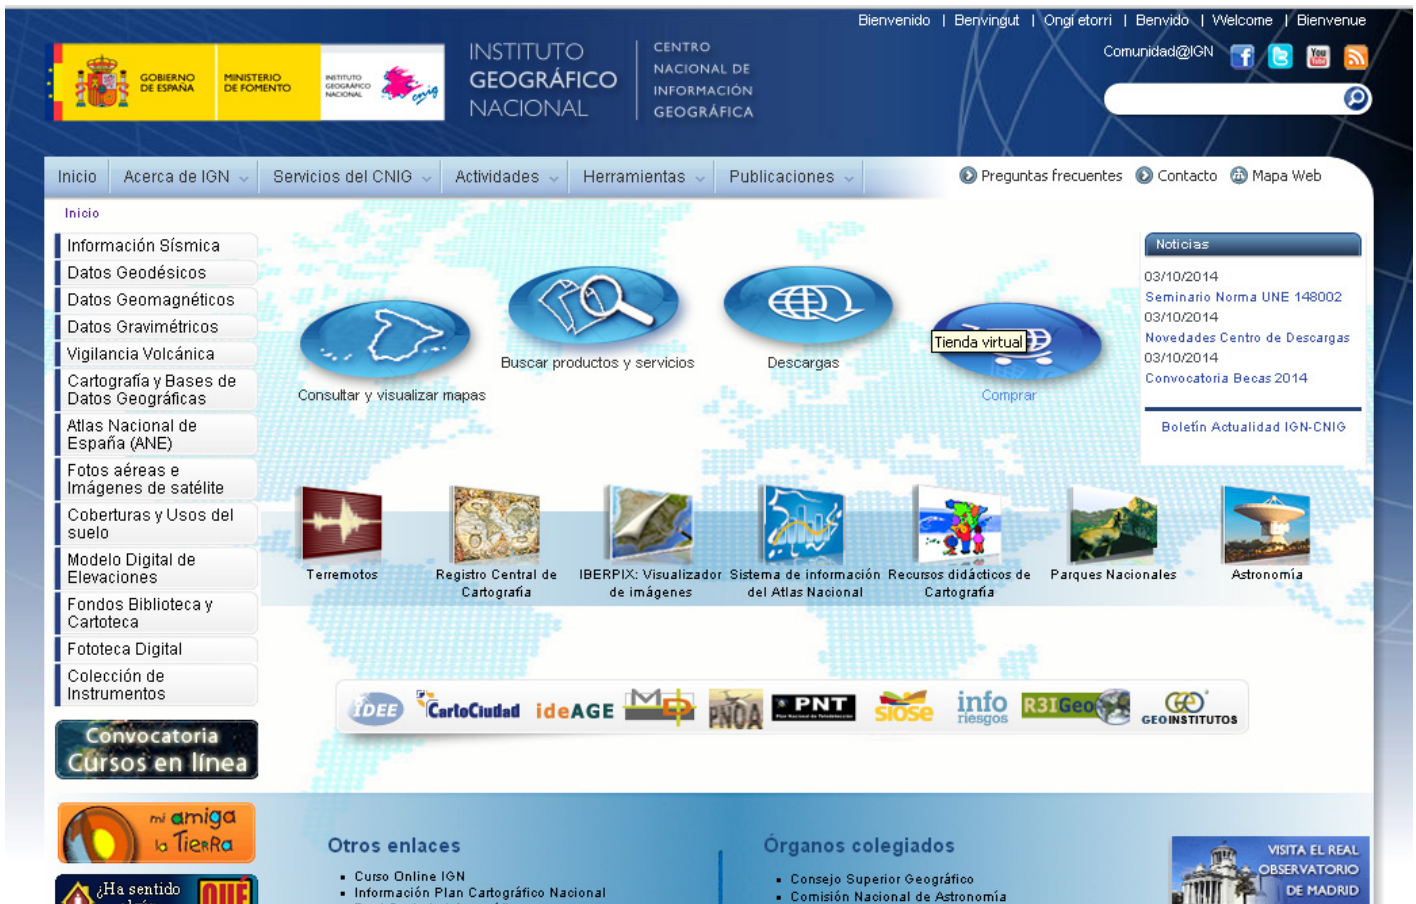 Bienvenido | Benvingut | Ongi etorri | Benvido | Welcome | Bienvenue
Comunidad@IGN
GOBIERNO
DE ESPAÑA
MINISTERIO
DE FOMENTO
INSTITUTO
GEOGRÁFICO
NACIONAL
cnig
INSTITUTO
GEOGRÁFICO
NACIONAL
CENTRO
NACIONAL DE
INFORMACIÓN
GEOGRÁFICA
You
Tube
Inicio
Acerca de IGN
Servicios del CNIG
Actividades
Herramientas
Publicaciones
Preguntas frecuentes
Contacto
Mapa Web
Inicio
Información Sísmica
Datos Geodésicos
Datos Geomagnéticos
Datos Gravimétricos
Vigilancia Volcánica
Cartografía y Bases de
Datos Geográficas
Atlas Nacional de
España (ANE)
Fotos aéreas e
Imágenes de satélite
Coberturas y Usos del
suelo
Modelo Digital de
Elevaciones
Fondos Biblioteca y
Cartoteca
Fototeca Digital
Colección de
Instrumentos
Convocatoria
Cursos en línea
mi amiga
la TieRRa
¿Ha sentido
QUÉ
Consultar y visualizar mapas
Buscar productos y servicios
Descargas
Tienda virtual
Comprar
Noticias
03/10/2014
Seminario Norma UNE 148002
03/10/2014
Novedades Centro de Descargas
03/10/2014
Convocatoria Becas 2014
Boletín Actualidad IGN-CNIG
Terremotos
Registro Central de
Cartografía
IBERPIX: Visualizador
de imágenes
Sistema de información
del Atlas Nacional
Recursos didácticos de
Cartografía
Parques Nacionales
Astronomía
IDEE
CartoCiudad
ideAGE
PNOA
PNT
Plan Nacional de Teledetección
SIOSE
info
riesgos
R3IGeo
GEOINSTITUTOS
Otros enlaces
Curso Online IGN
Información Plan Cartográfico Nacional
Órganos colegiados
Consejo Superior Geográfico
Comisión Nacional de Astronomía
VISITA EL REAL
OBSERVATORIO
DE MADRID